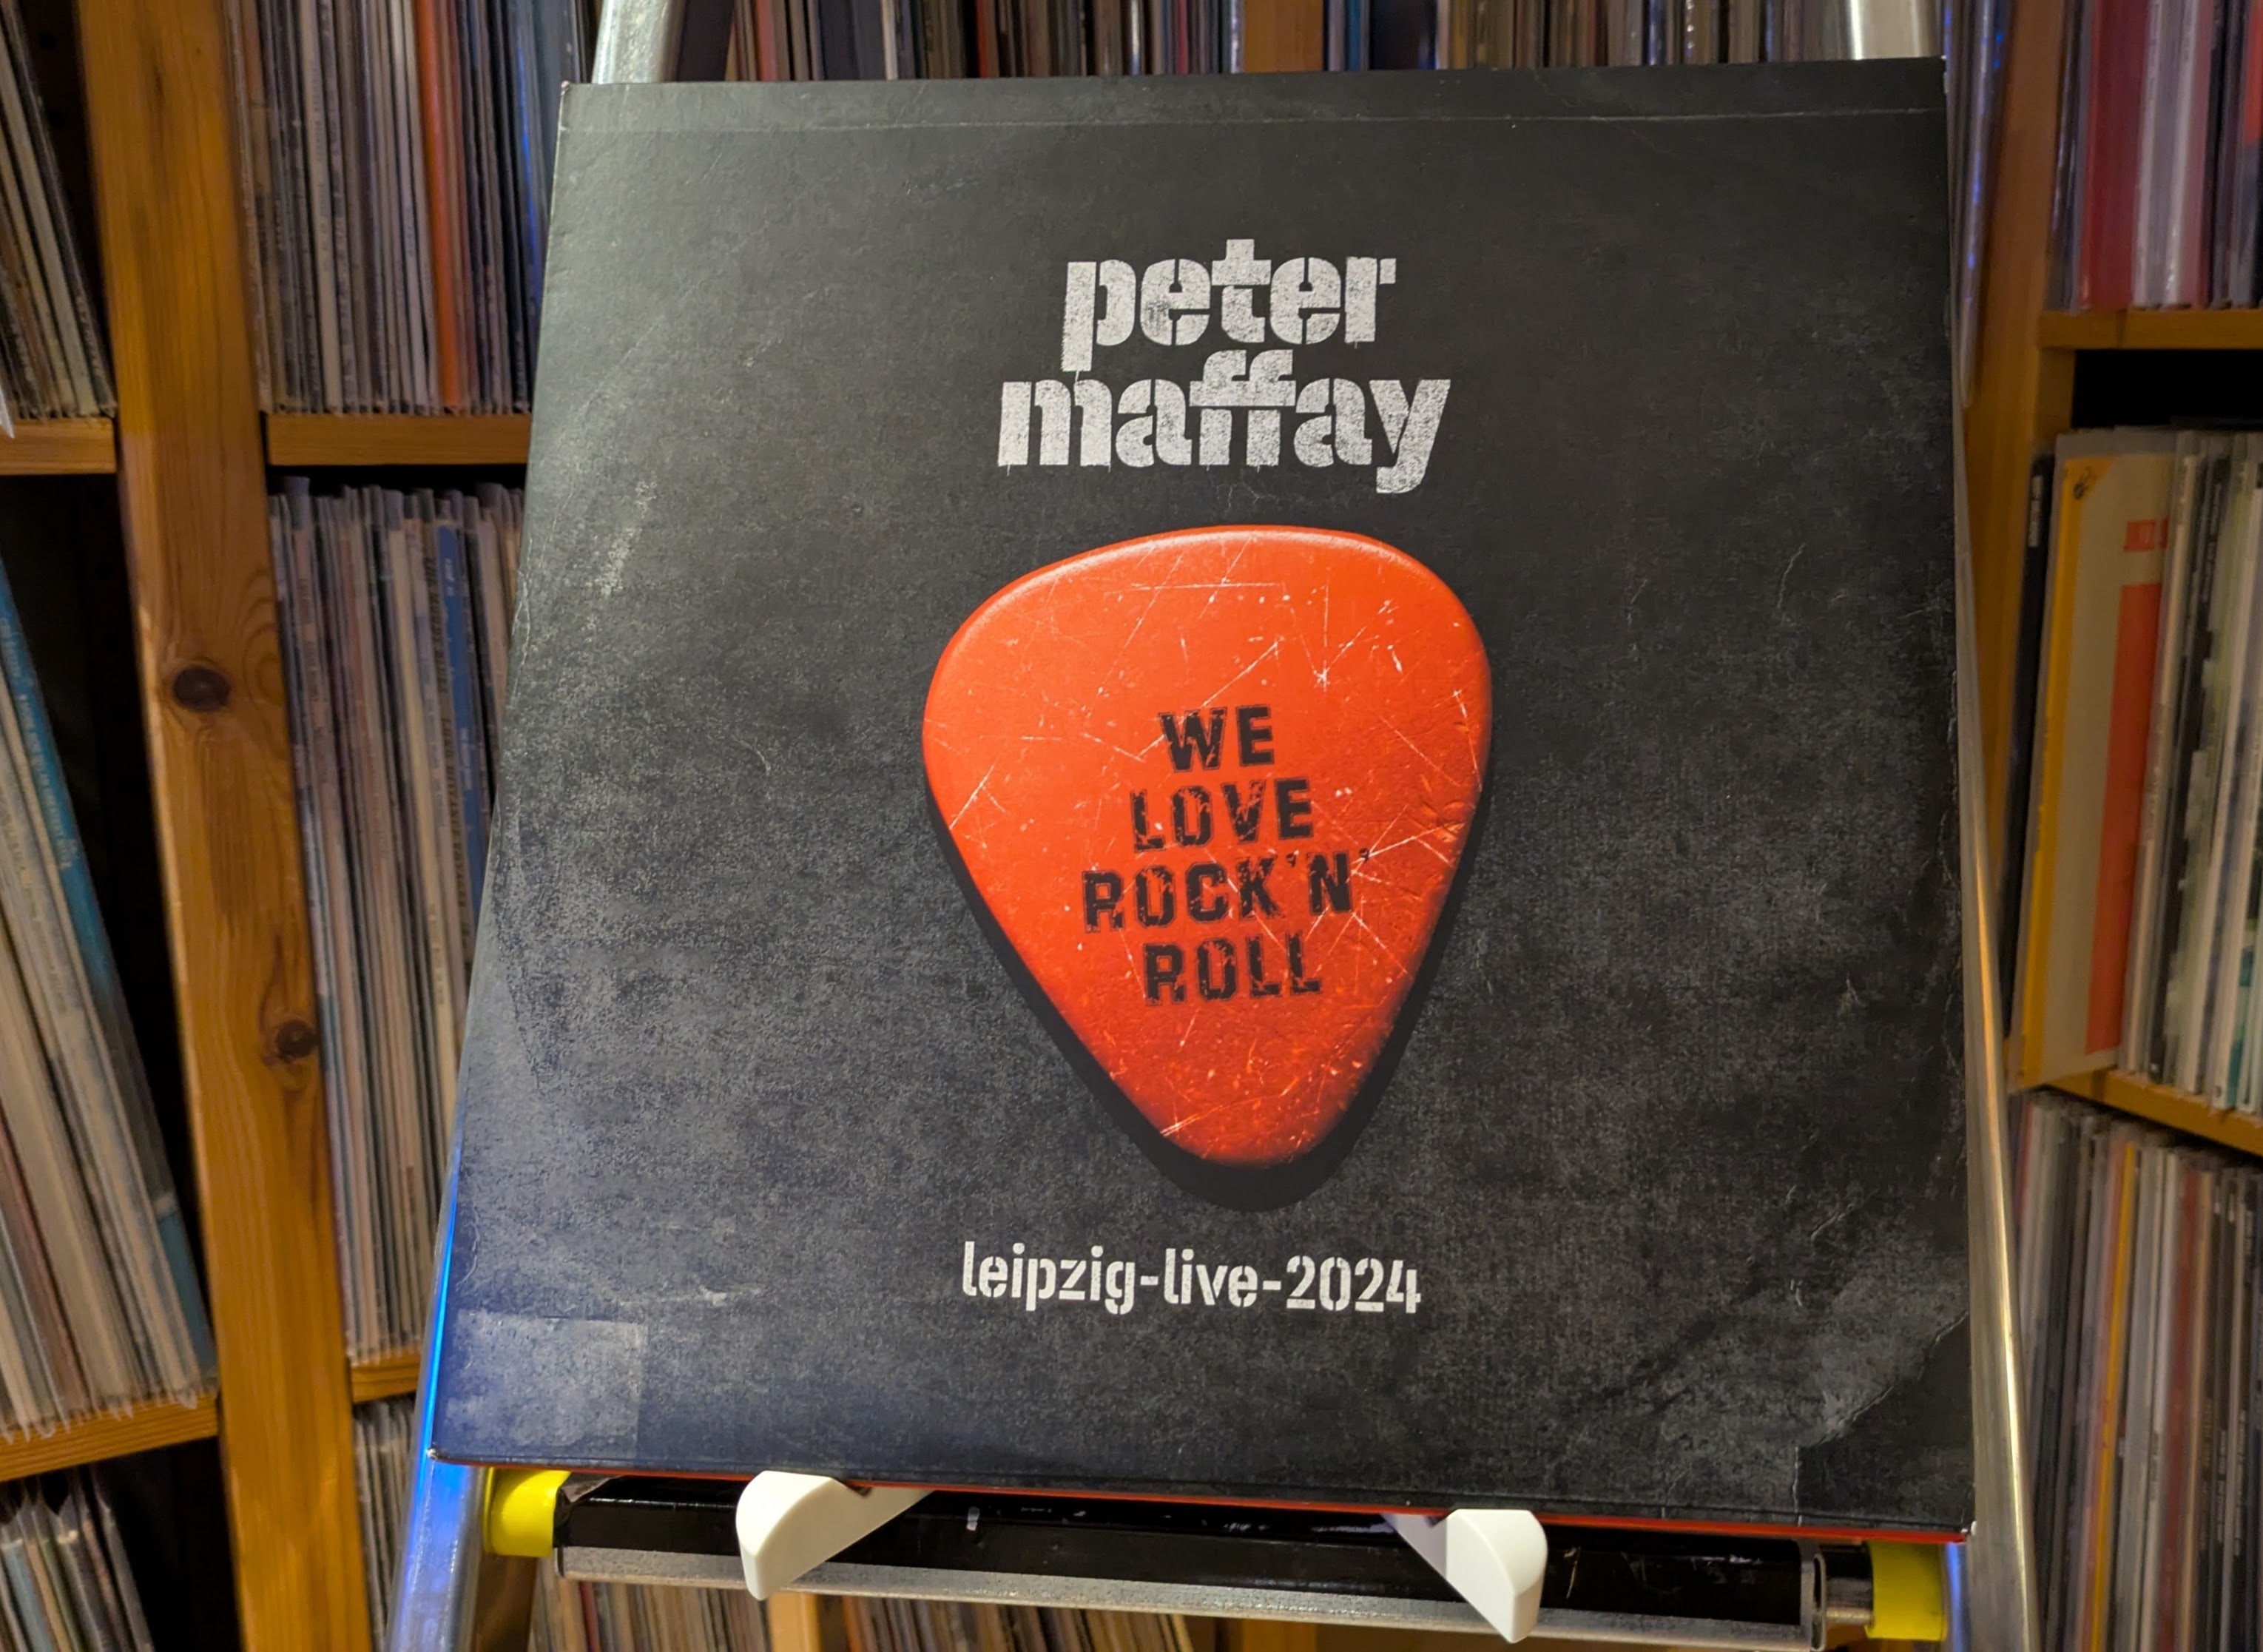 peter
maffay
WE
LOVE
ROCK'N'
ROLL
leipzig-live-2024